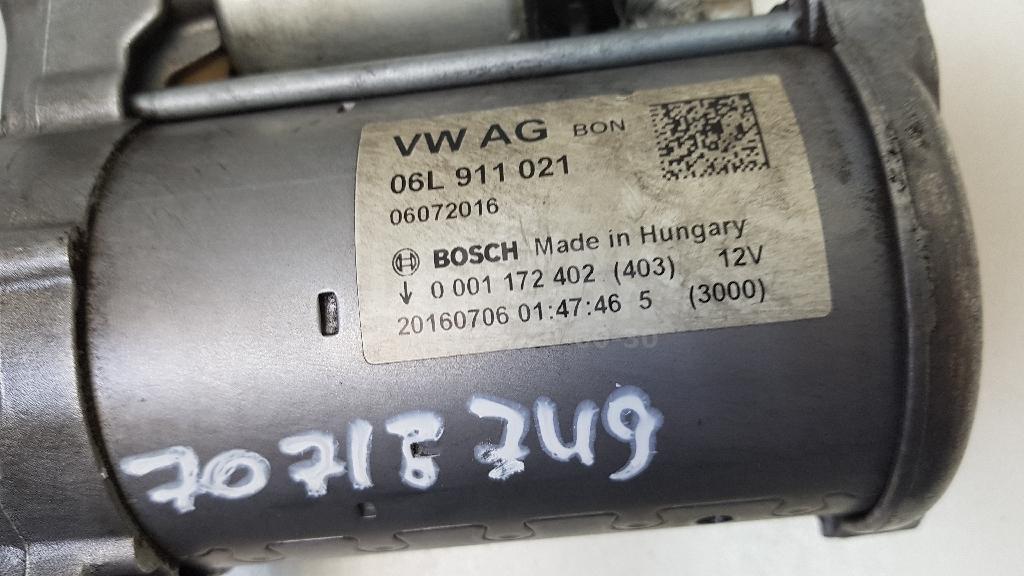 VW AG BON
06L 911 021
06072016
BOSCH Made in Hungary
↓ 0 001 172 402 (403) 12V
20160706 01:47:46 5 (3000)
70718749